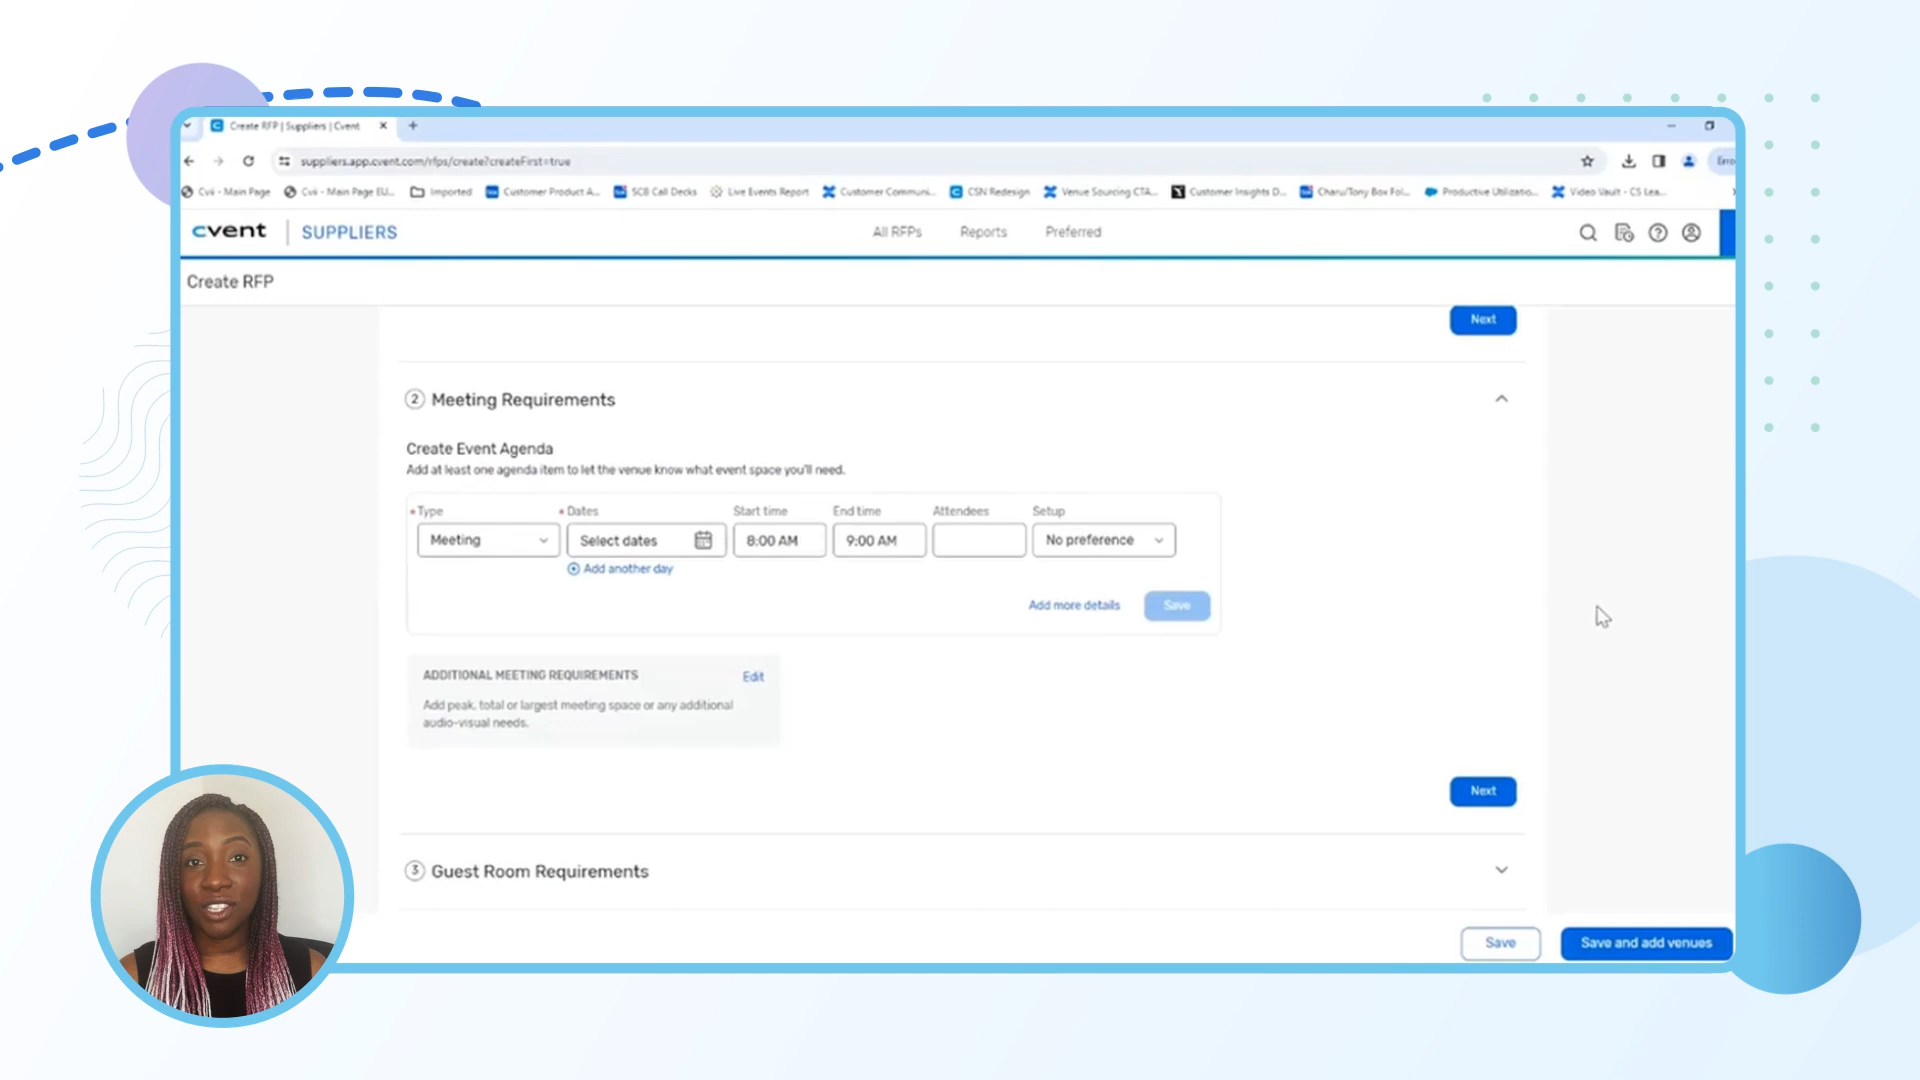 Create RFP | Suppliers | Cvent
suppliers.app.cvent.com/rfps/create?createFirst=true
Cvii - Main Page
Cvii - Main Page EU...
Imported
Customer Product A...
SCB Call Decks
Live Events Report
Customer Communi...
CSN Redesign
Venue Sourcing CTA...
Customer Insights D...
Charu/Tony Box Fol...
Productive Utilizatio...
Video Vault - CS Lea...
cvent SUPPLIERS
All RFPs Reports Preferred
Create RFP
Next
2 Meeting Requirements
Create Event Agenda
Add at least one agenda item to let the venue know what event space you'll need.
* Type * Dates Start time End time Attendees Setup
Meeting Select dates 8:00 AM 9:00 AM No preference
Add another day
Add more details Save
ADDITIONAL MEETING REQUIREMENTS Edit
Add peak, total or largest meeting space or any additional
audio-visual needs.
Next
3 Guest Room Requirements
Save Save and add venues